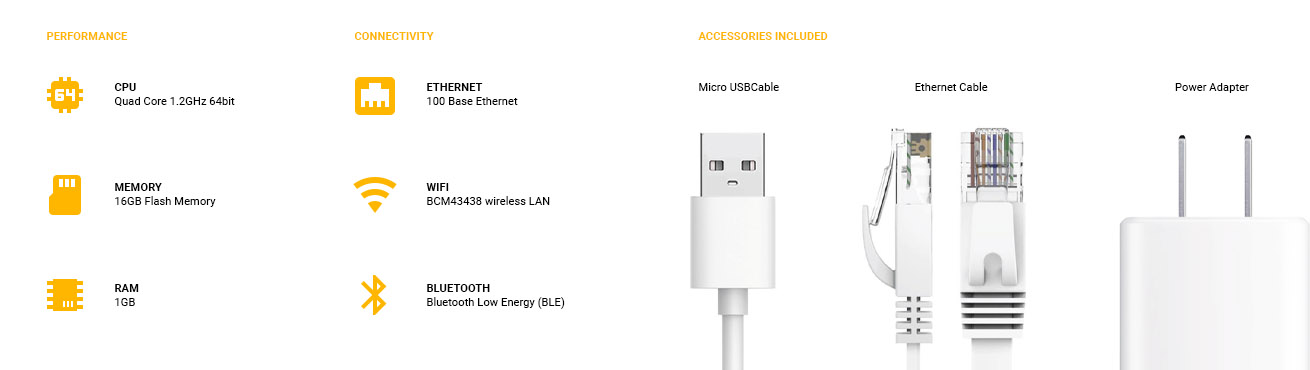 PERFORMANCE
CPU
Quad Core 1.2GHz 64bit
MEMORY
16GB Flash Memory
RAM
1GB
CONNECTIVITY
ETHERNET
100 Base Ethernet
WIFI
BCM43438 wireless LAN
BLUETOOTH
Bluetooth Low Energy (BLE)
ACCESSORIES INCLUDED
Micro USBCable
Ethernet Cable
Power Adapter
64